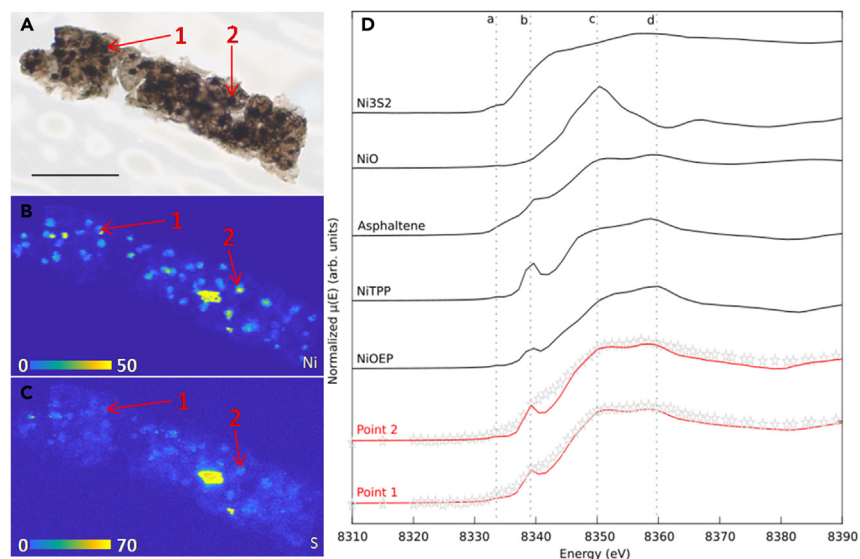 A
1
2
B
1
2
0
50
Ni
C
1
2
0
70
S
D
a
b
c
d
Ni3S2
NiO
Asphaltene
NiTPP
NiOEP
Point 2
Point 1
Normalized μ(E) (arb. units)
8310 8320 8330 8340 8350 8360 8370 8380 8390
Energy (eV)